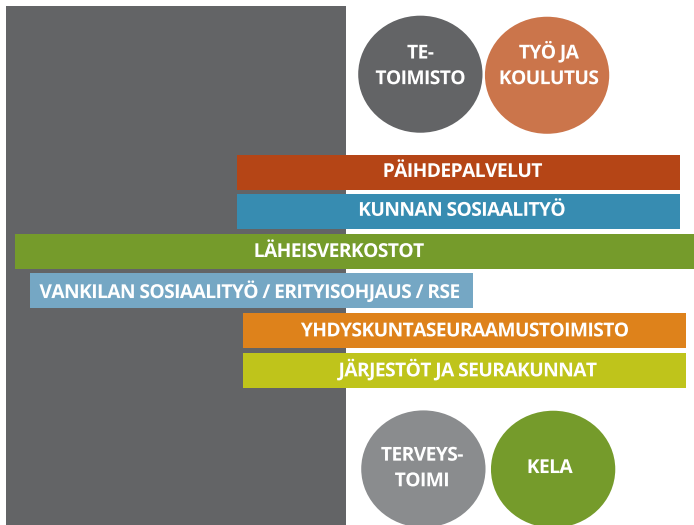 TE-
TOIMISTO
TYÖ JA
KOULUTUS
PÄIHDEPALVELUT
KUNNAN SOSIAALITYÖ
LÄHEISVERKOSTOT
VANKILAN SOSIAALITYÖ / ERITYISOHJAUS / RSE
YHDYSKUNTASEURAAMUSTOIMISTO
JÄRJESTÖT JA SEURAKUNNAT
TERVEYS-
TOIMI
KELA